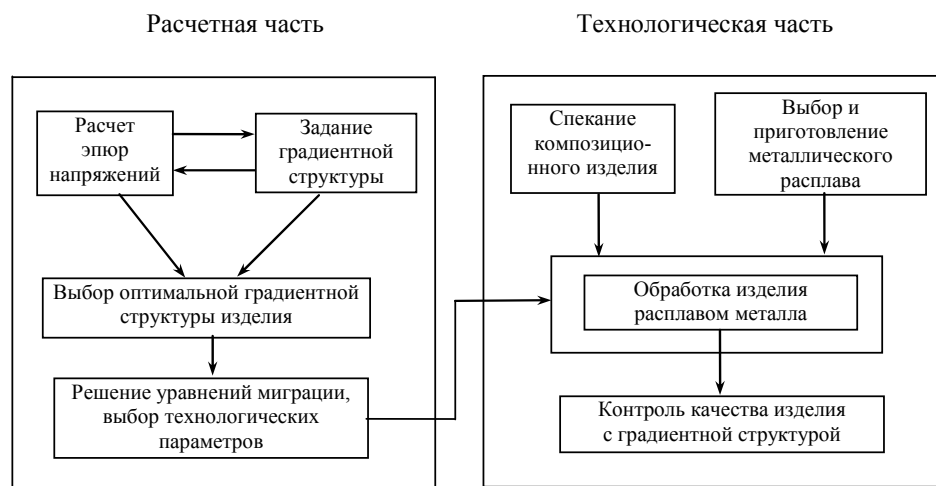 Расчетная часть
Технологическая часть
Расчет
эпюр
напряжений
Задание
градиентной
структуры
Выбор оптимальной градиентной
структуры изделия
Решение уравнений миграции,
выбор технологических
параметров
Спекание
композицио-
нного изделия
Выбор и
приготовление
металлического
расплава
Обработка изделия
расплавом металла
Контроль качества изделия
с градиентной структурой